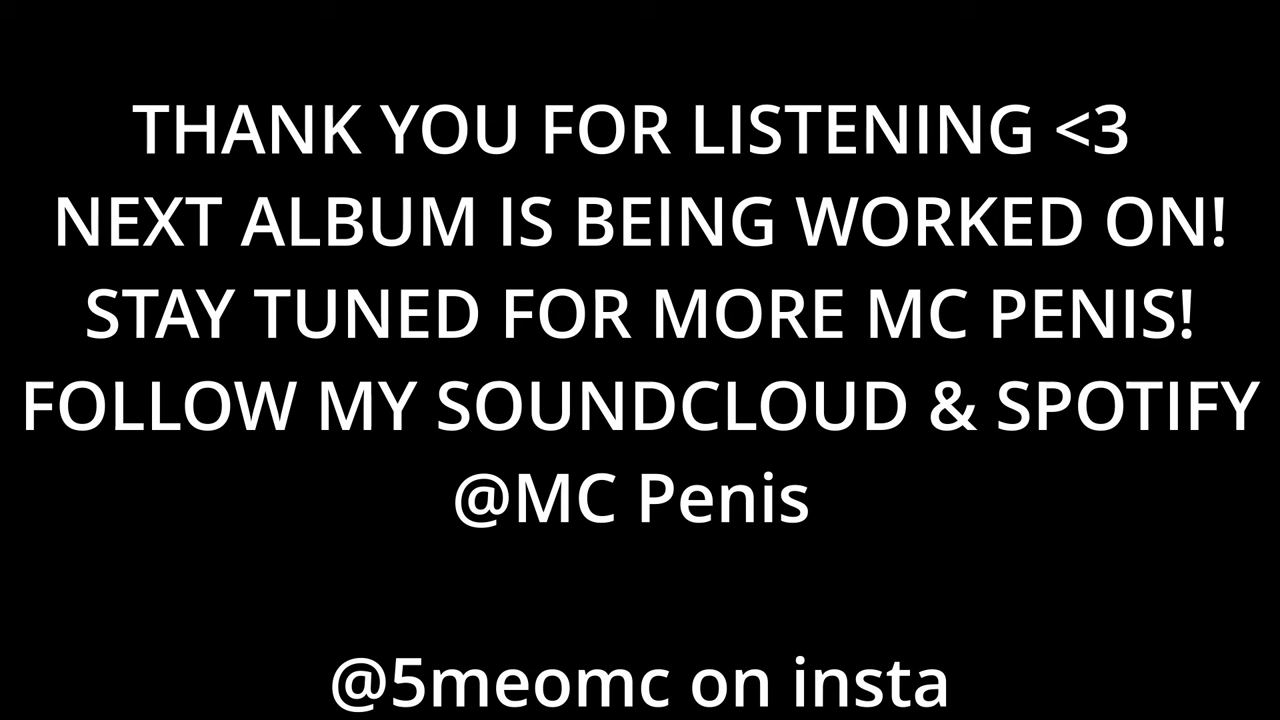 THANK YOU FOR LISTENING <3
NEXT ALBUM IS BEING WORKED ON!
STAY TUNED FOR MORE MC PENIS!
FOLLOW MY SOUNDCLOUD & SPOTIFY
@MC Penis
@5meomc on insta